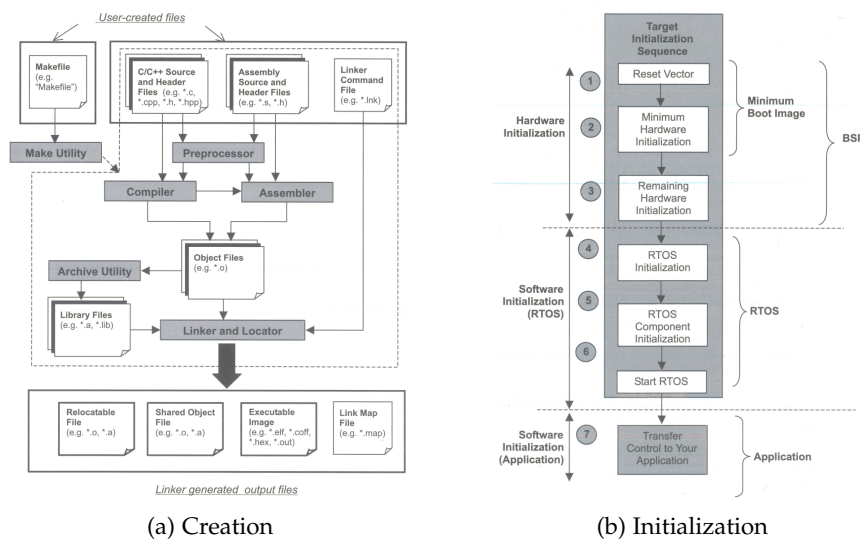 User-created files
Makefile
(e.g.
"Makefile")
C/C++ Source
and Header
Files (e.g. *.c,
*.cpp, *.h, *.hpp)
Assembly
Source and
Header Files
(e.g. *.s, *.h)
Linker
Command
File
(e.g. *.lnk)
Make Utility
Preprocessor
Compiler
Assembler
Object Files
(e.g. *.o)
Archive Utility
Library Files
(e.g. *.a, *.lib)
Linker and Locator
Relocatable
File
(e.g. *.o, *.a)
Shared Object
File
(e.g. *.o, *.a)
Executable
Image
(e.g. *.elf, *.coff,
*.hex, *.out)
Link Map
File
(e.g. *.map)
Linker generated output files
(a) Creation
Target
Initialization
Sequence
Hardware
Initialization
1
Reset Vector
2
Minimum
Hardware
Initialization
3
Remaining
Hardware
Initialization
Minimum
Boot Image
BSP
Software
Initialization
(RTOS)
4
RTOS
Initialization
5
RTOS
Component
Initialization
6
Start RTOS
RTOS
Software
Initialization
(Application)
7
Transfer
Control to Your
Application
Application
(b) Initialization